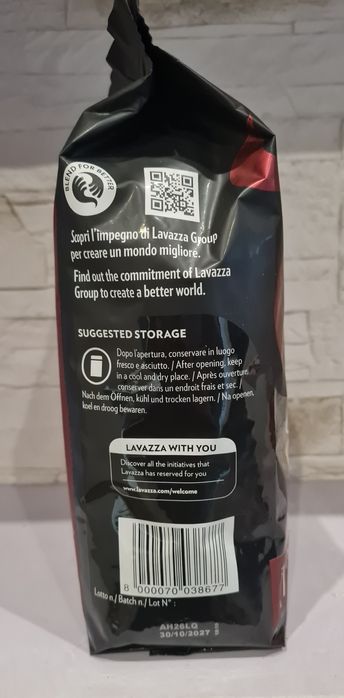 BLEND FOR BETTER
Scopri l'impegno di Lavazza Group
per creare un mondo migliore.
Find out the commitment of Lavazza
Group to create a better world.
SUGGESTED STORAGE
Dopo l'apertura, conservare in luogo
fresco e asciutto. / After opening, keep
in a cool and dry place. / Après ouverture,
conserver dans un endroit frais et sec. /
Nach dem Öffnen, kühl und trocken lagern. / Na openen,
koel en droog bewaren.
LAVAZZA WITH YOU
Discover all the initiatives that
Lavazza has reserved for you
www.lavazza.com/welcome
8 000070 038677
Lotto n./ Batch n./ Lot N° :
AH26LQ
30/10/2027